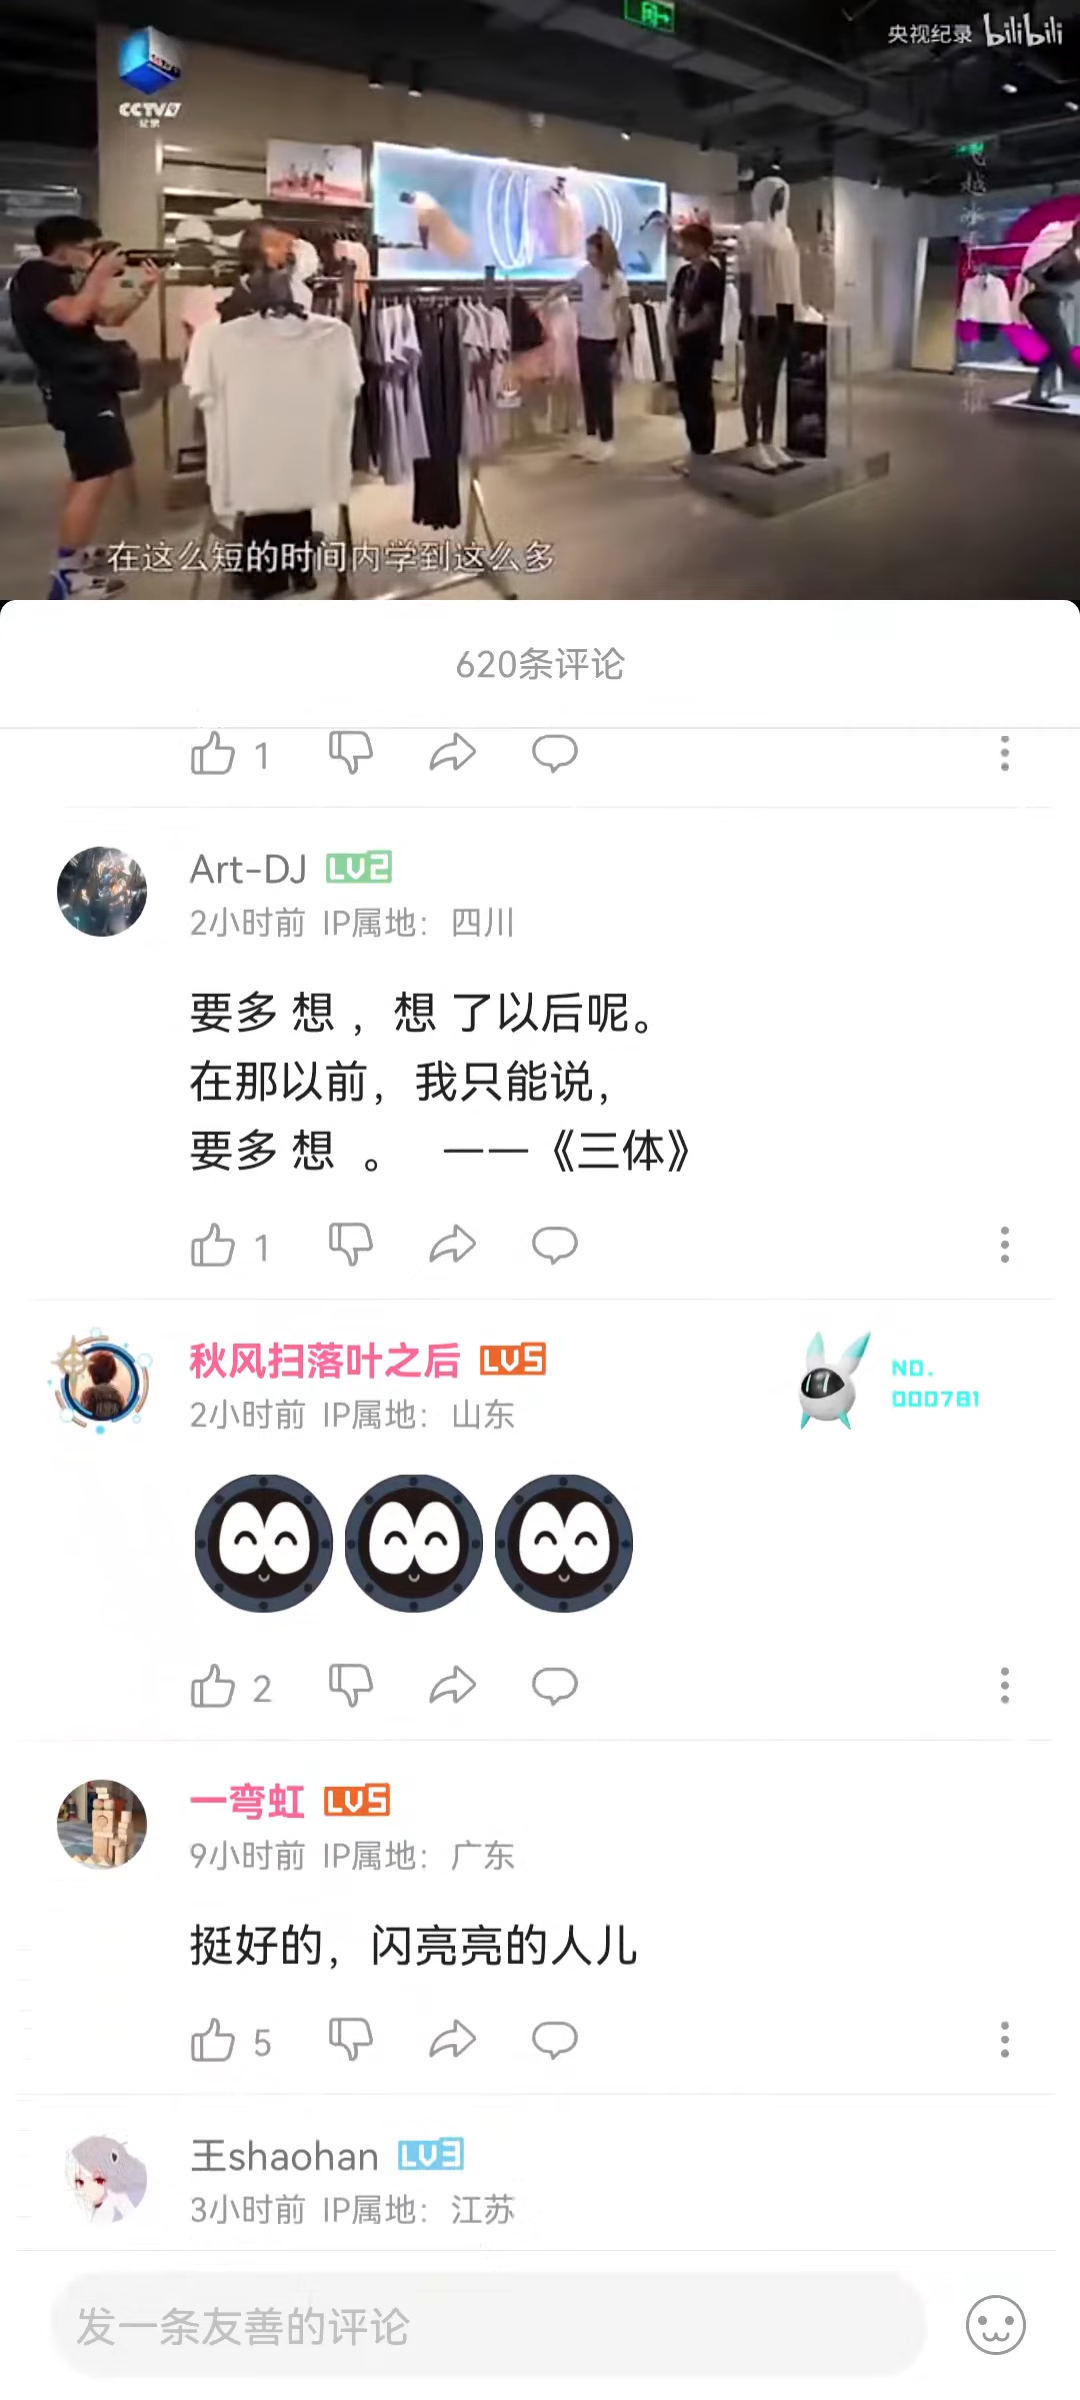 央视纪录 bilibili
CCTV9
纪录
在这么短的时间内学到这么多
620条评论
1
Art-DJ LV2
2小时前 IP属地：四川
要多 想 ，想 了以后呢。
在那以前，我只能说，
要多 想 。 ——《三体》
1
秋风扫落叶之后 LV5
NO.
000781
2小时前 IP属地：山东
2
一弯虹 LV5
9小时前 IP属地：广东
挺好的，闪亮亮的人儿
5
王shaohan LV3
3小时前 IP属地：江苏
发一条友善的评论